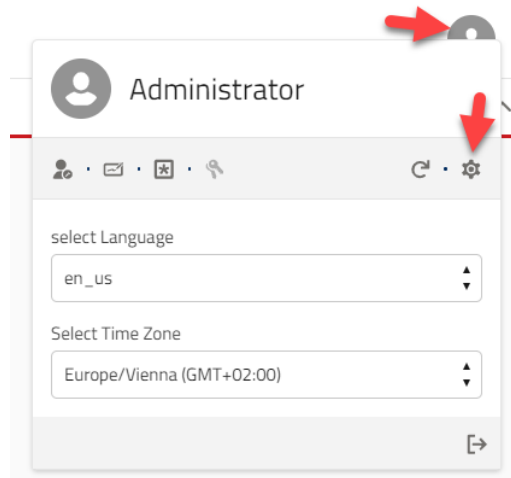 Administrator
select Language
en_us
Select Time Zone
Europe/Vienna (GMT+02:00)